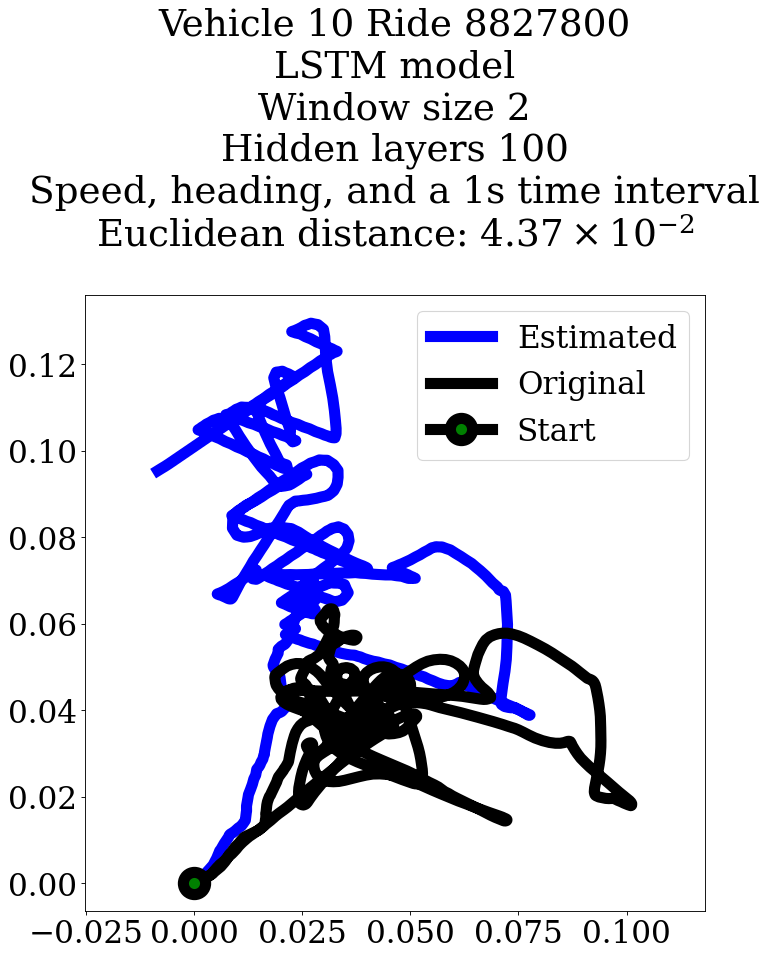 Vehicle 10 Ride 8827800
LSTM model
Window size 2
Hidden layers 100
Speed, heading, and a 1s time interval
Euclidean distance: 4.37 × 10⁻²
Estimated
Original
Start
0.12
0.10
0.08
0.06
0.04
0.02
0.00
−0.025 0.000 0.025 0.050 0.075 0.100